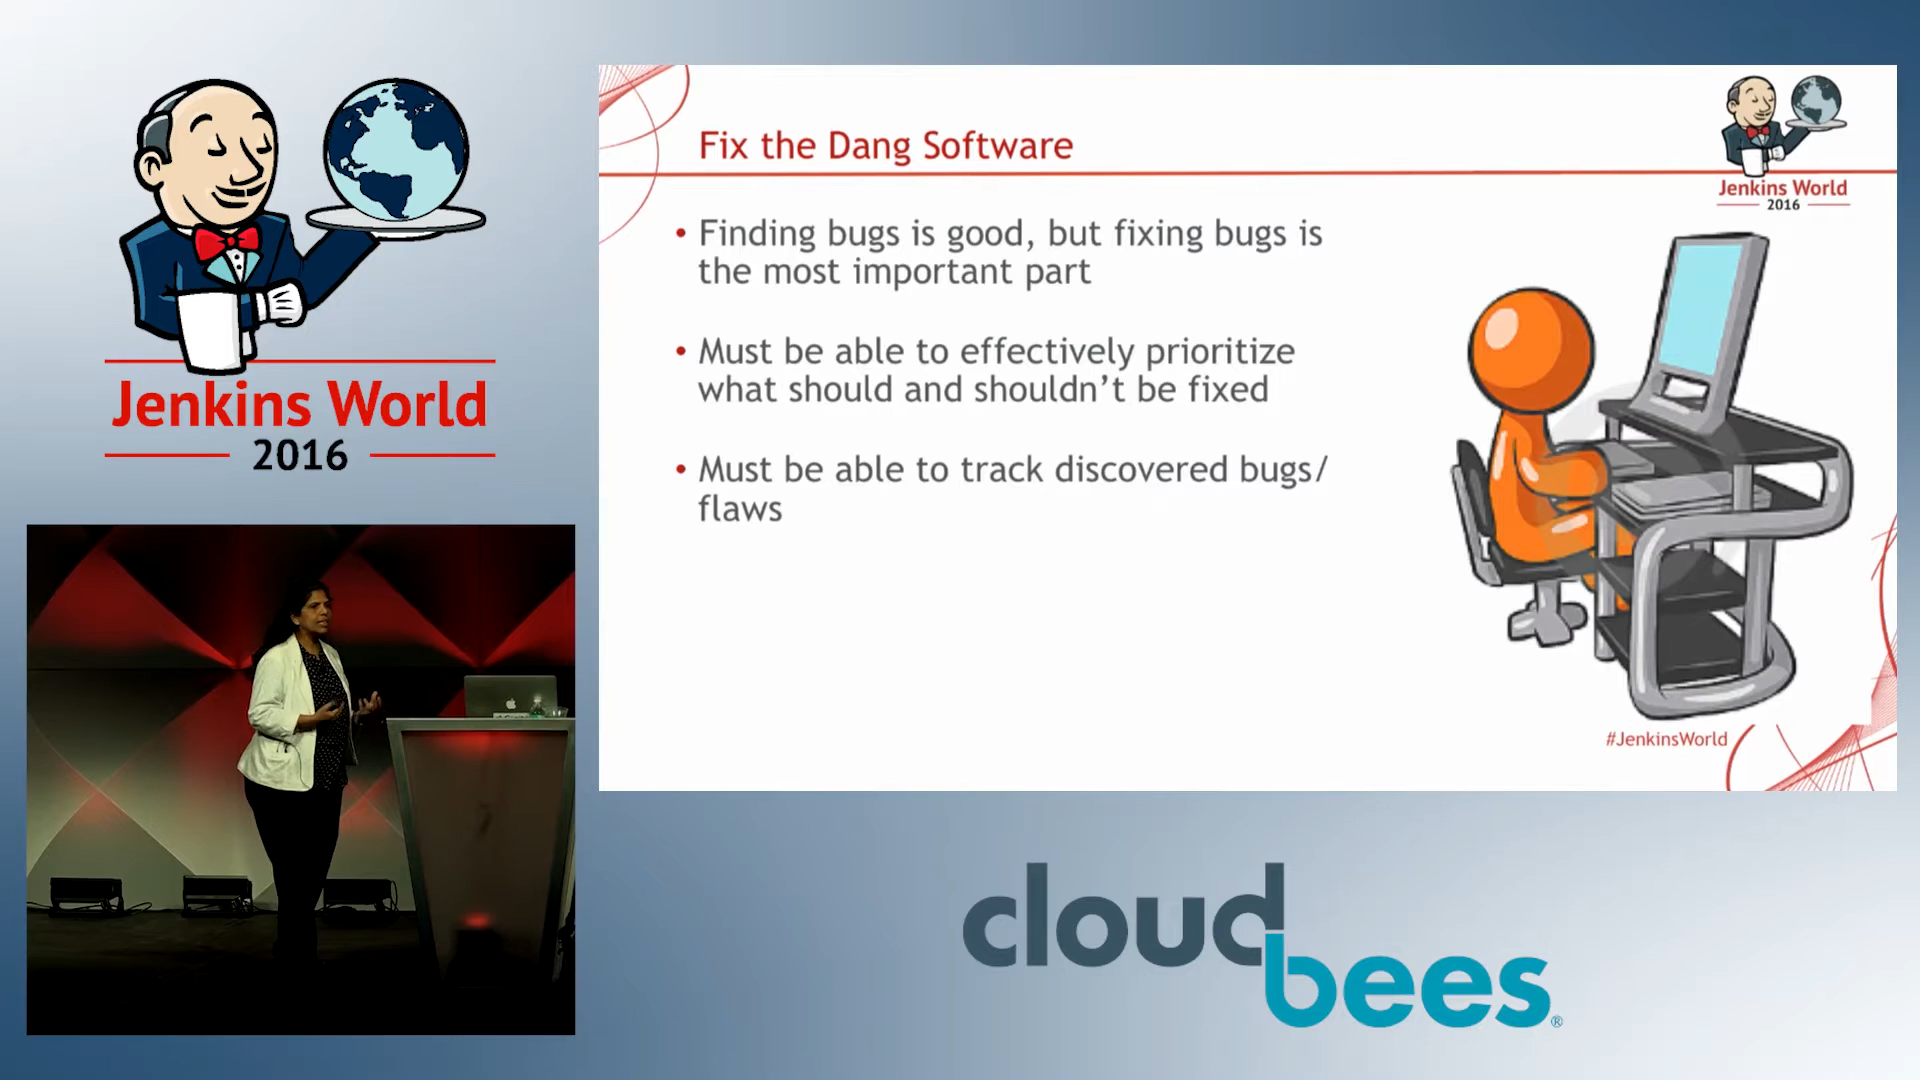 Jenkins World
2016
Fix the Dang Software
Jenkins World
2016
• Finding bugs is good, but fixing bugs is
the most important part
• Must be able to effectively prioritize
what should and shouldn't be fixed
• Must be able to track discovered bugs/
flaws
#JenkinsWorld
cloud
bees®